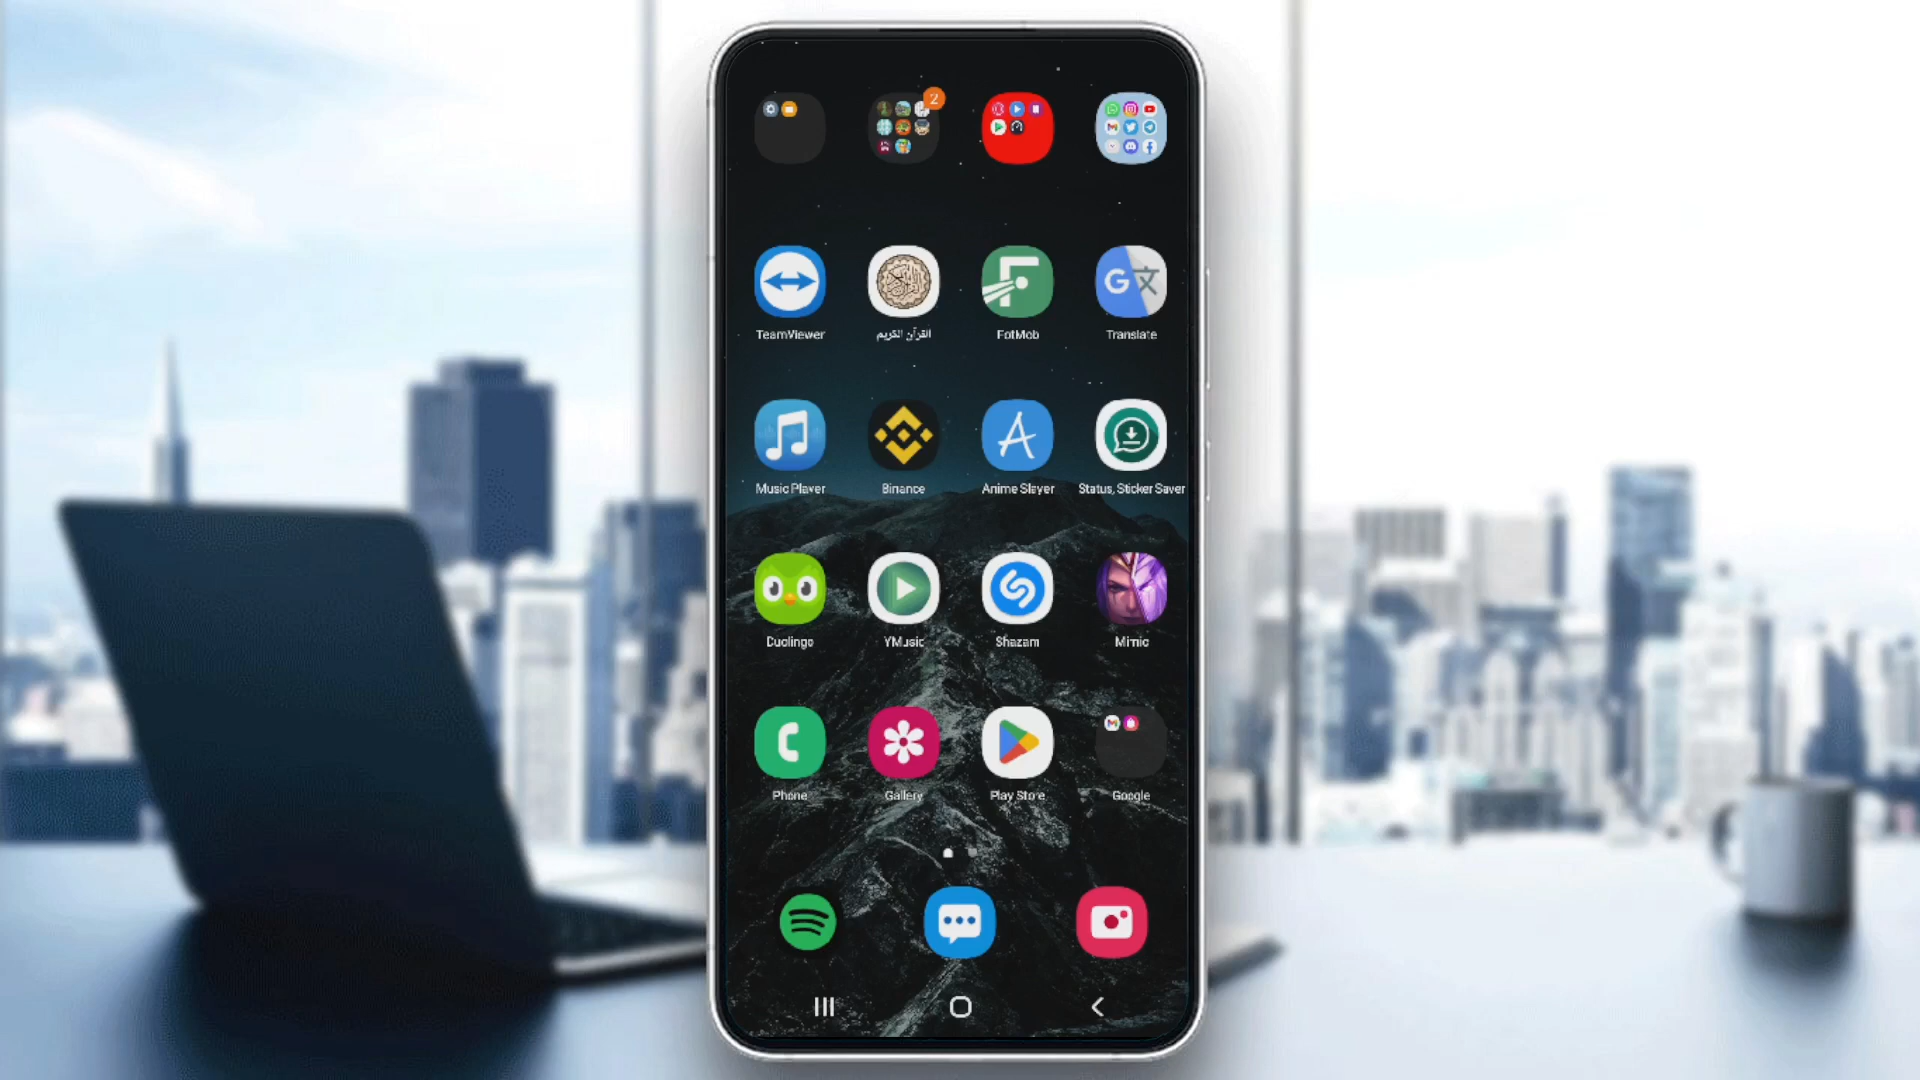 2
TeamViewer
القرآن الكريم
FotMob
Translate
Music Player
Binance
Anime Slayer
Status, Sticker Saver
Duolingo
YMusic
Shazam
Mimic
Phone
Gallery
Play Store
Google